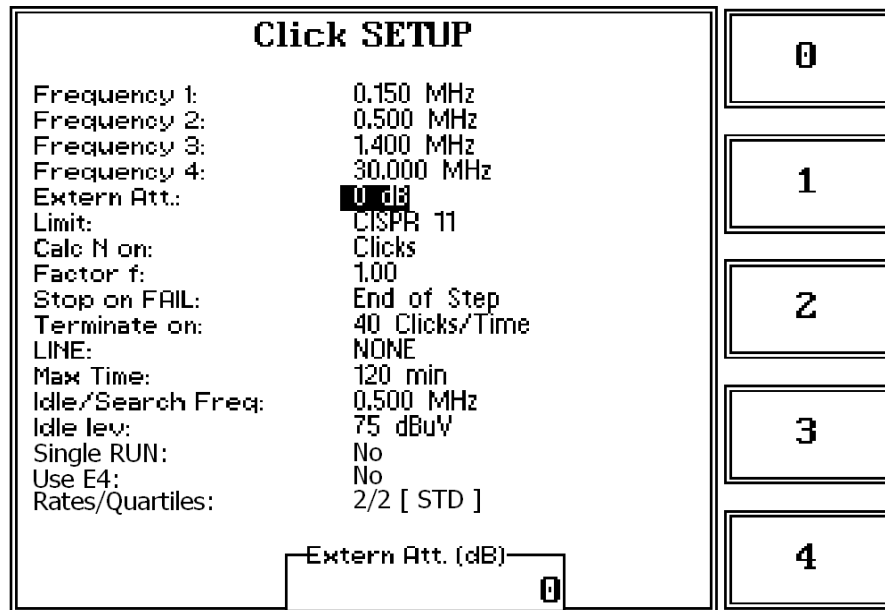 Click SETUP
Frequency 1: 0.150 MHz
Frequency 2: 0.500 MHz
Frequency 3: 1.400 MHz
Frequency 4: 30.000 MHz
Extern Att.: 0 dB
Limit: CISPR 11
Calc N on: Clicks
Factor f: 1.00
Stop on FAIL: End of Step
Terminate on: 40 Clicks/Time
LINE: NONE
Max Time: 120 min
Idle/Search Freq: 0.500 MHz
Idle lev: 75 dBuV
Single RUN: No
Use E4: No
Rates/Quartiles: 2/2 [ STD ]
Extern Att. (dB)
0
0
1
2
3
4